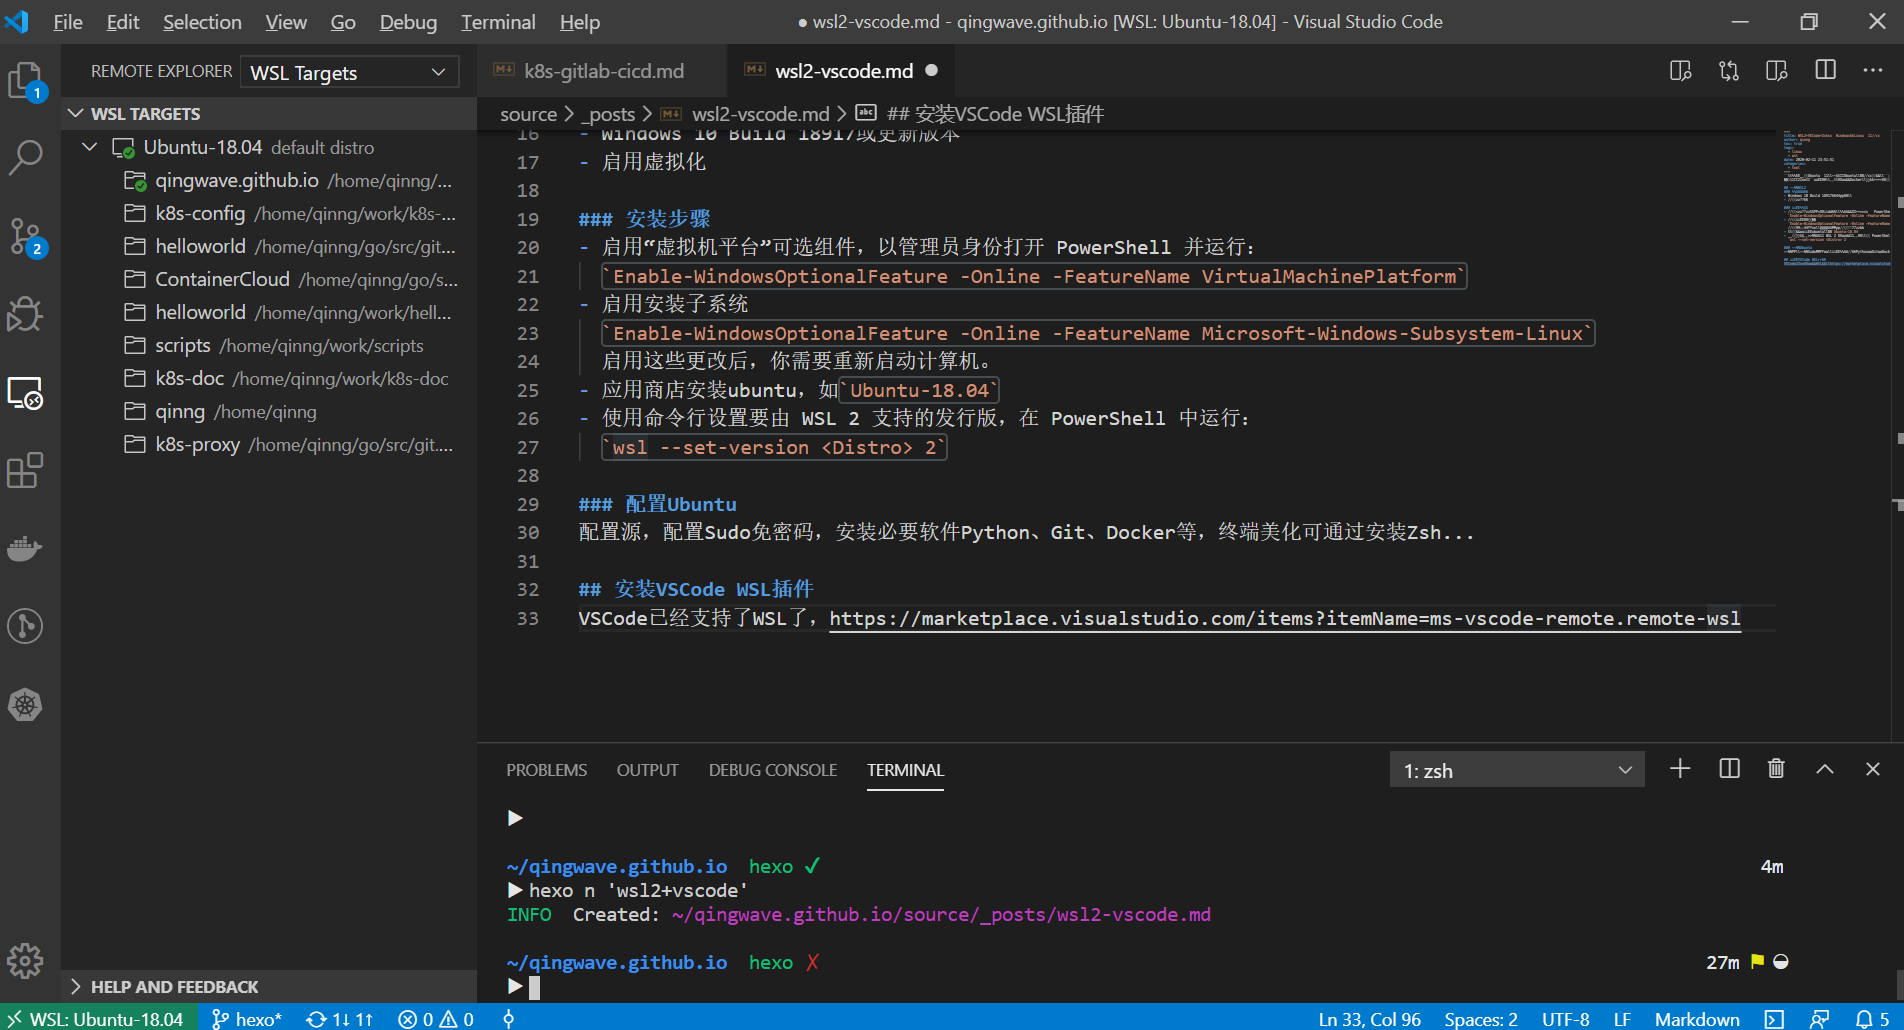 File Edit Selection View Go Debug Terminal Help
● wsl2-vscode.md - qingwave.github.io [WSL: Ubuntu-18.04] - Visual Studio Code
REMOTE EXPLORER WSL Targets
WSL TARGETS
Ubuntu-18.04 default distro
qingwave.github.io /home/qinng/...
k8s-config /home/qinng/work/k8s-...
helloworld /home/qinng/go/src/git...
ContainerCloud /home/qinng/go/s...
helloworld /home/qinng/work/hell...
scripts /home/qinng/work/scripts
k8s-doc /home/qinng/work/k8s-doc
qinng /home/qinng
k8s-proxy /home/qinng/go/src/git....
HELP AND FEEDBACK
1
2
k8s-gitlab-cicd.md wsl2-vscode.md ●
source > _posts > wsl2-vscode.md > ## 安装VSCode WSL插件
16 - Windows 10 Build 18917或更新版本
17 - 启用虚拟化
18
19 ### 安装步骤
20 - 启用“虚拟机平台”可选组件，以管理员身份打开 PowerShell 并运行：
21 `Enable-WindowsOptionalFeature -Online -FeatureName VirtualMachinePlatform`
22 - 启用安装子系统
23 `Enable-WindowsOptionalFeature -Online -FeatureName Microsoft-Windows-Subsystem-Linux`
24 启用这些更改后，你需要重新启动计算机。
25 - 应用商店安装ubuntu，如`Ubuntu-18.04`
26 - 使用命令行设置要由 WSL 2 支持的发行版，在 PowerShell 中运行：
27 `wsl --set-version <Distro> 2`
28
29 ### 配置Ubuntu
30 配置源，配置Sudo免密码，安装必要软件Python、Git、Docker等，终端美化可通过安装Zsh...
31
32 ## 安装VSCode WSL插件
33 VSCode已经支持了WSL了，https://marketplace.visualstudio.com/items?itemName=ms-vscode-remote.remote-wsl
PROBLEMS OUTPUT DEBUG CONSOLE TERMINAL 1: zsh
~/qingwave.github.io hexo ✓ 4m
hexo n 'wsl2+vscode'
INFO Created: ~/qingwave.github.io/source/_posts/wsl2-vscode.md
~/qingwave.github.io hexo ✗ 27m
WSL: Ubuntu-18.04 hexo* 1↓ 1↑ 0 0 Ln 33, Col 96 Spaces: 2 UTF-8 LF Markdown 5